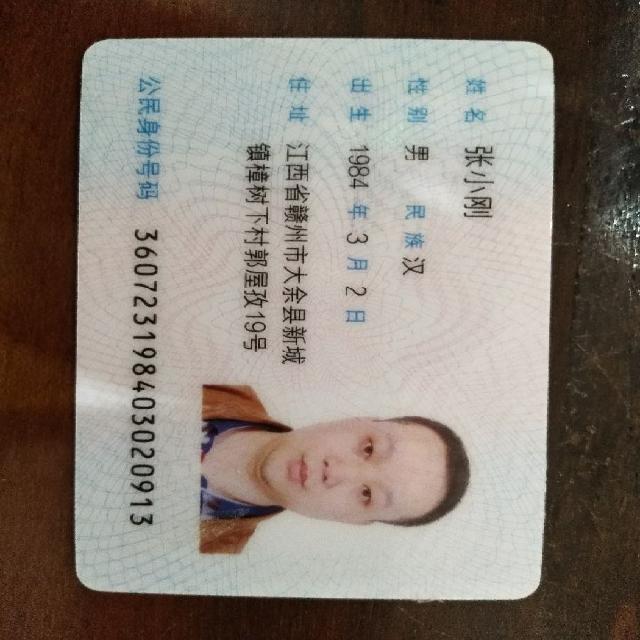 姓名 张小刚
性别 男 民族 汉
出生 1984 年 3 月 2 日
住址 江西省赣州市大余县新城
镇樟树下村郭屋孜19号
公民身份号码 360723198403020913